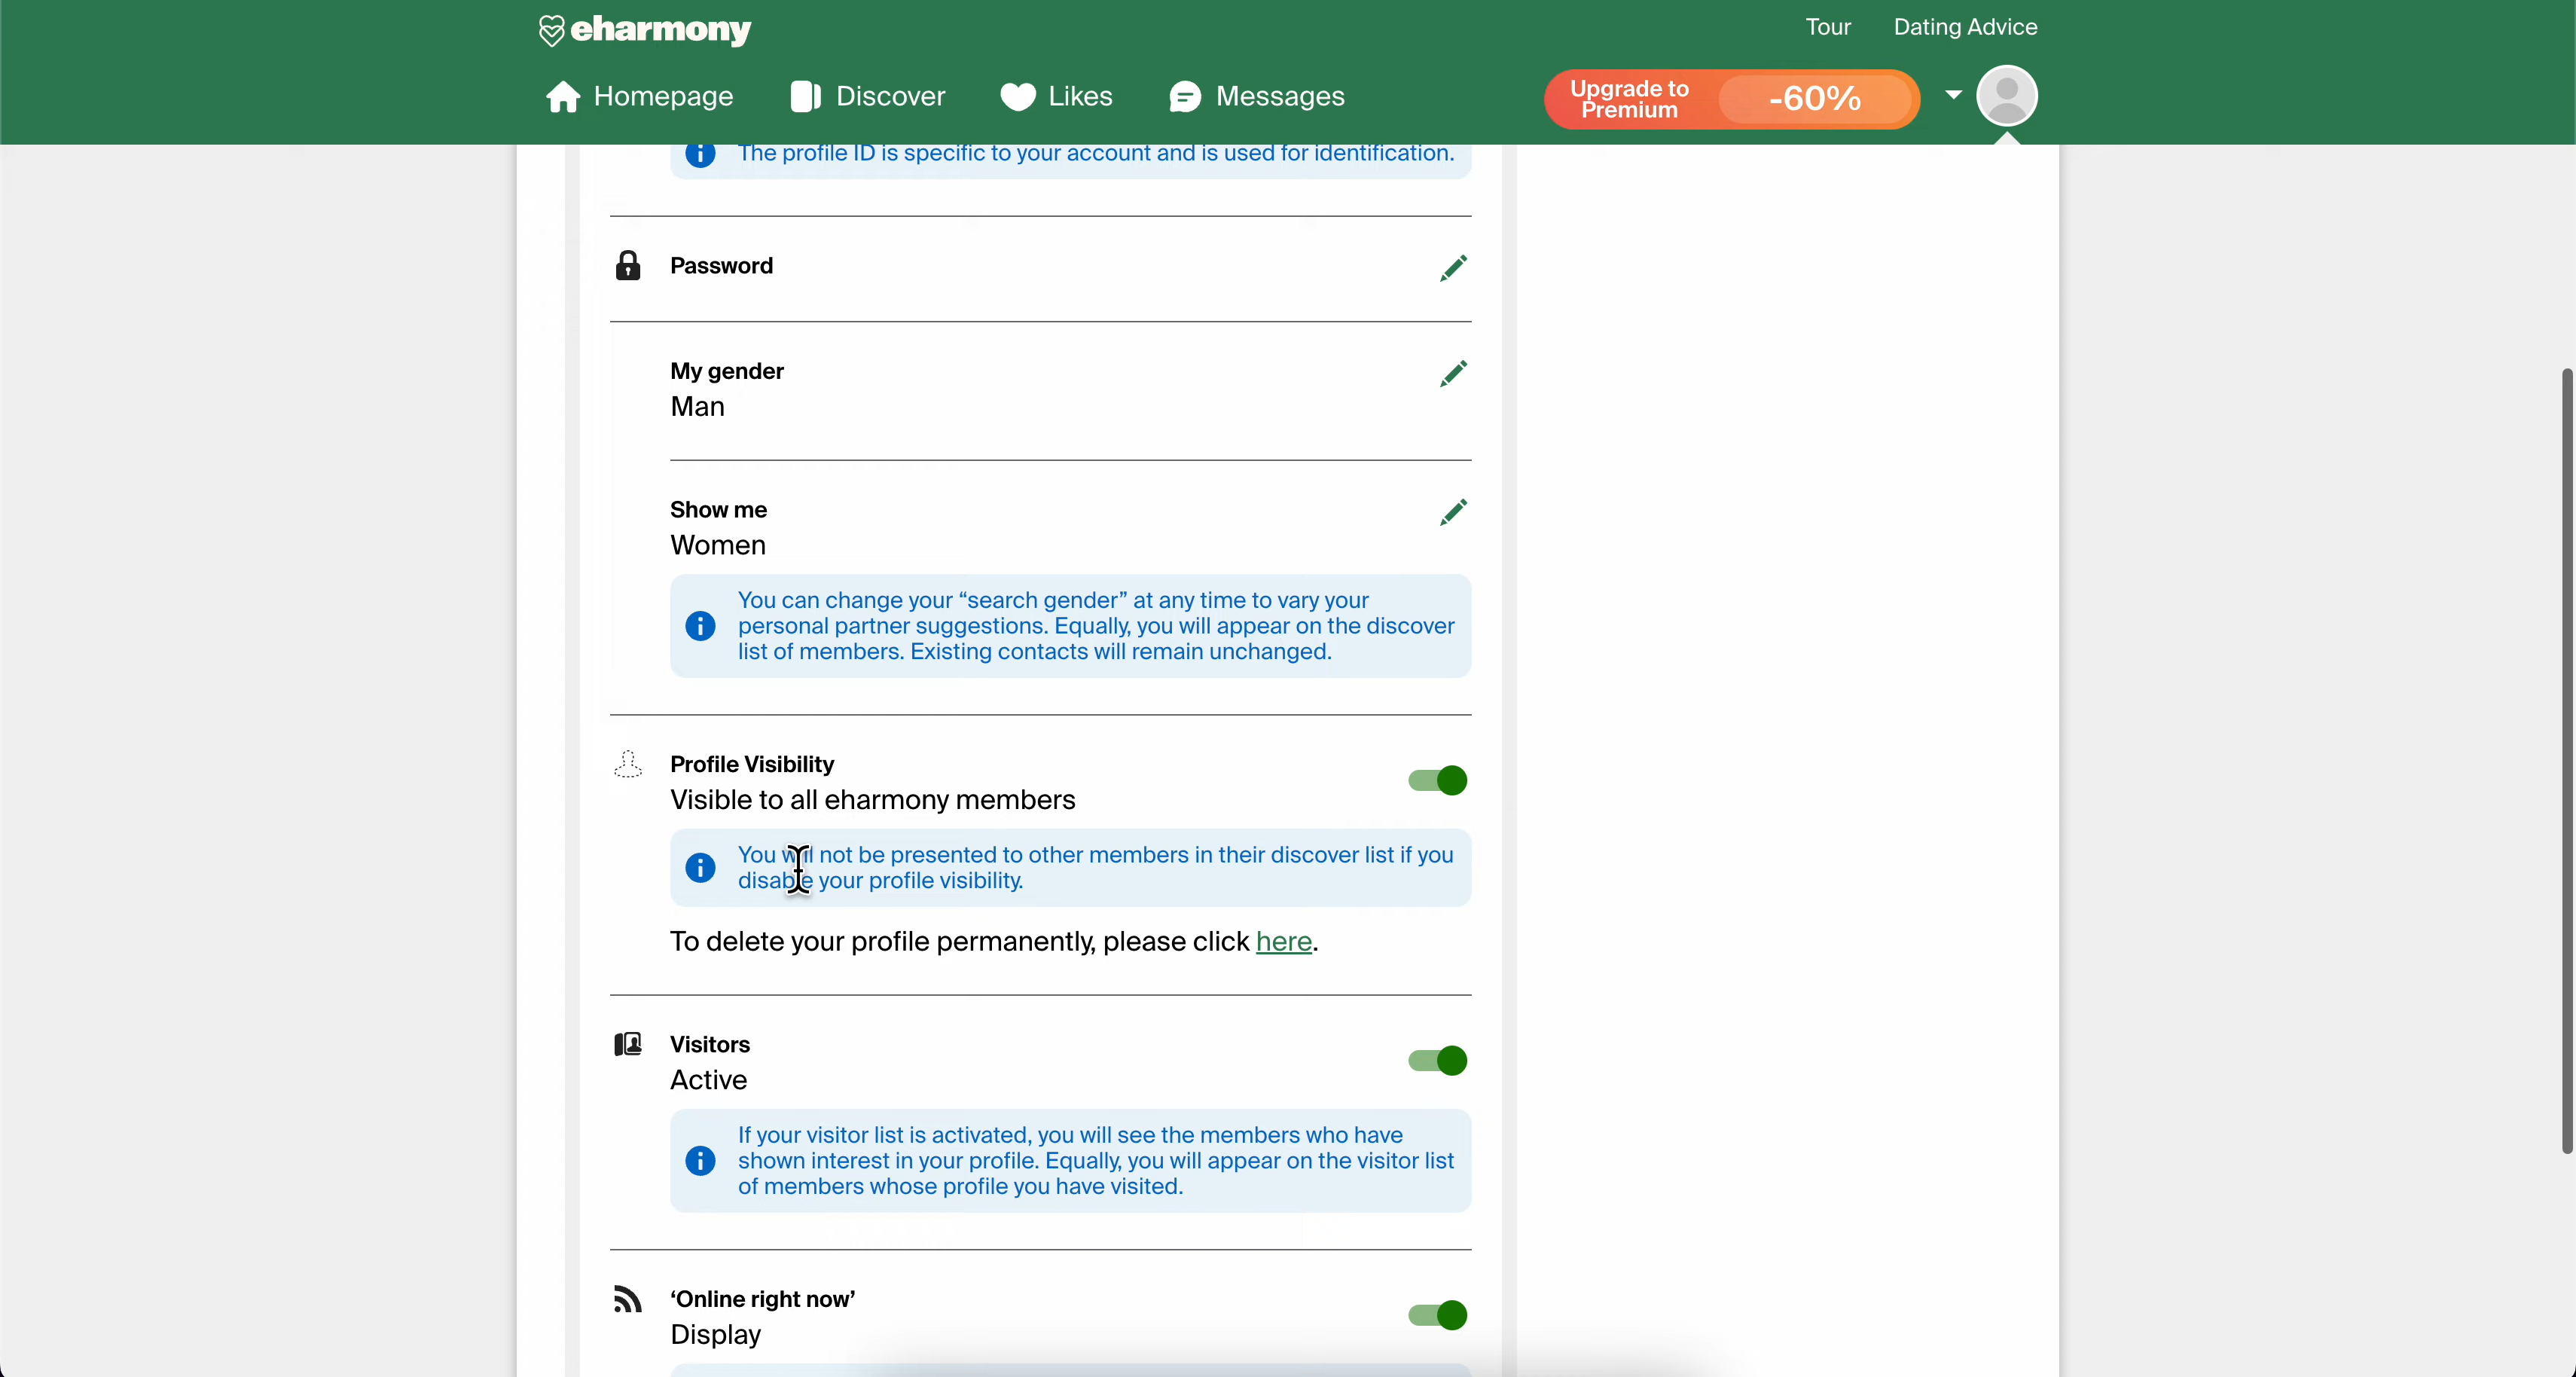 eharmony
Tour
Dating Advice
Homepage
Discover
Likes
Messages
Upgrade to
Premium
-60%
The profile ID is specific to your account and is used for identification.
Password
My gender
Man
Show me
Women
You can change your “search gender” at any time to vary your
personal partner suggestions. Equally, you will appear on the discover
list of members. Existing contacts will remain unchanged.
Profile Visibility
Visible to all eharmony members
You will not be presented to other members in their discover list if you
disable your profile visibility.
To delete your profile permanently, please click here.
Visitors
Active
If your visitor list is activated, you will see the members who have
shown interest in your profile. Equally, you will appear on the visitor list
of members whose profile you have visited.
‘Online right now’
Display